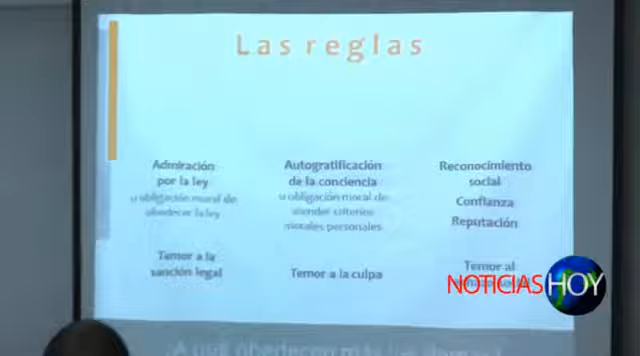 Las reglas
Admiración
por la ley
u obligación moral de
obedecer la ley
Autogratificación
de la conciencia
u obligación moral de
atender criterios
morales personales
Reconocimiento
social
Confianza
Reputación
Temor a la
sanción legal
Temor a la culpa
Temor al
NOTICIAS HOY